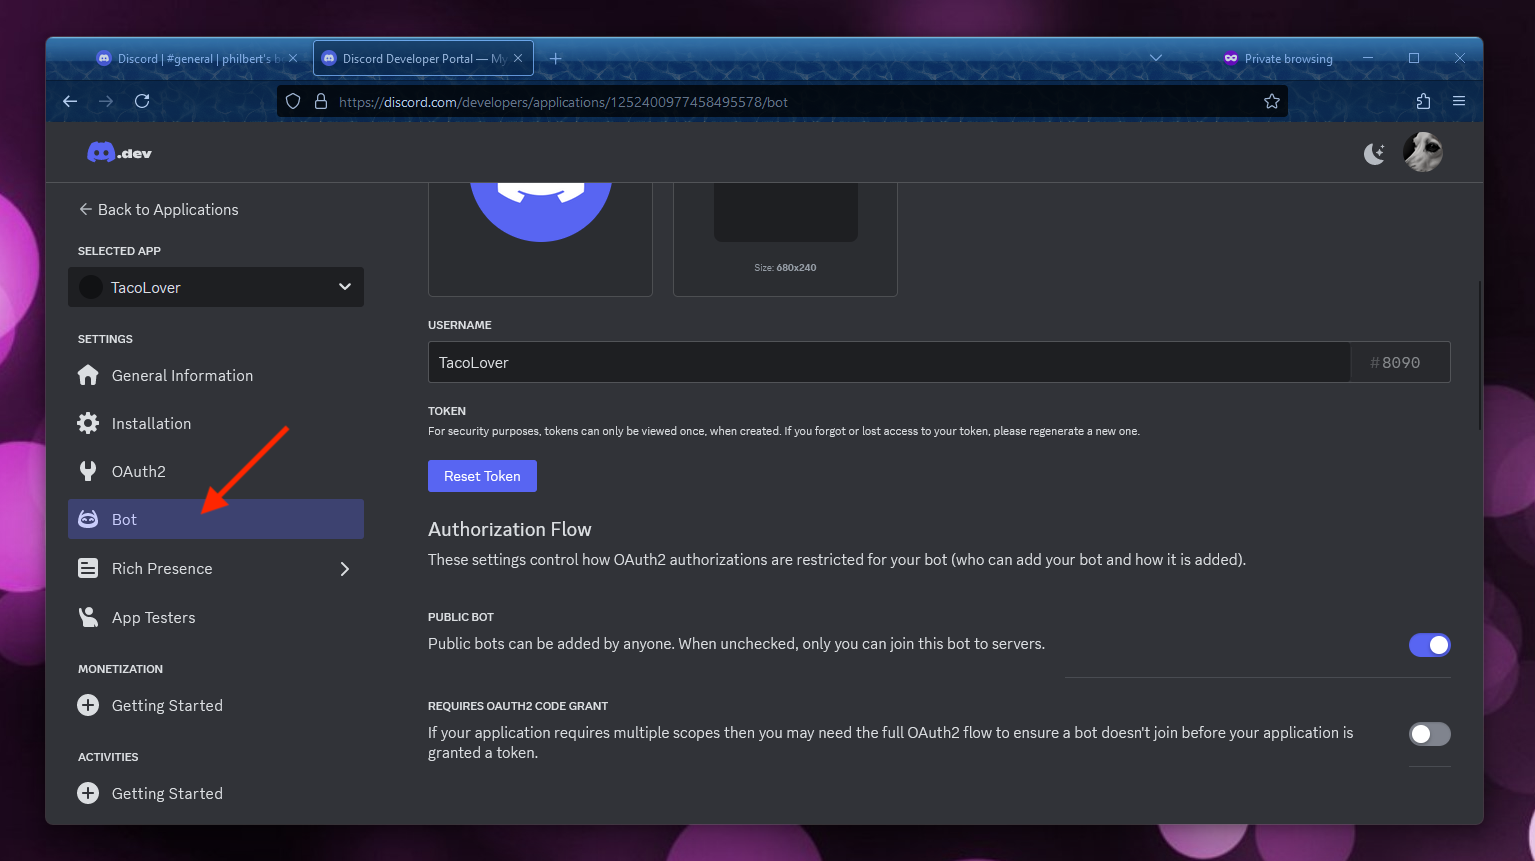 Discord | #general | philbert's b
Discord Developer Portal — My
Private browsing
https://discord.com/developers/applications/1252400977458495578/bot
.dev
Back to Applications
SELECTED APP
TacoLover
SETTINGS
General Information
Installation
OAuth2
Bot
Rich Presence
App Testers
MONETIZATION
Getting Started
ACTIVITIES
Getting Started
Size: 680x240
USERNAME
TacoLover
#8090
TOKEN
For security purposes, tokens can only be viewed once, when created. If you forgot or lost access to your token, please regenerate a new one.
Reset Token
Authorization Flow
These settings control how OAuth2 authorizations are restricted for your bot (who can add your bot and how it is added).
PUBLIC BOT
Public bots can be added by anyone. When unchecked, only you can join this bot to servers.
REQUIRES OAUTH2 CODE GRANT
If your application requires multiple scopes then you may need the full OAuth2 flow to ensure a bot doesn't join before your application is
granted a token.